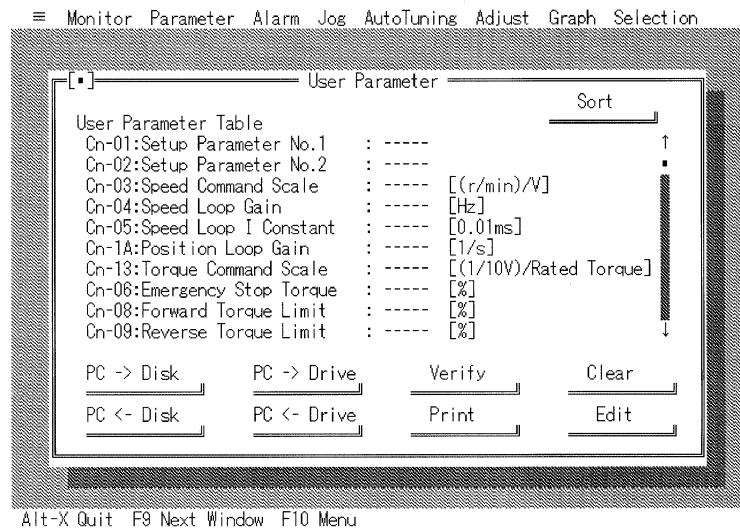 ≡ Monitor Parameter Alarm Jog AutoTuning Adjust Graph Selection
[▪] User Parameter
Sort
User Parameter Table
Cn-01:Setup Parameter No.1 : -----
Cn-02:Setup Parameter No.2 : -----
Cn-03:Speed Command Scale : ----- [(r/min)/V]
Cn-04:Speed Loop Gain : ----- [Hz]
Cn-05:Speed Loop I Constant : ----- [0.01ms]
Cn-1A:Position Loop Gain : ----- [1/s]
Cn-13:Torque Command Scale : ----- [(1/10V)/Rated Torque]
Cn-06:Emergency Stop Torque : ----- [%]
Cn-08:Forward Torque Limit : ----- [%]
Cn-09:Reverse Torque Limit : ----- [%]
PC -> Disk PC -> Drive Verify Clear
PC <- Disk PC <- Drive Print Edit
Alt-X Quit F9 Next Window F10 Menu